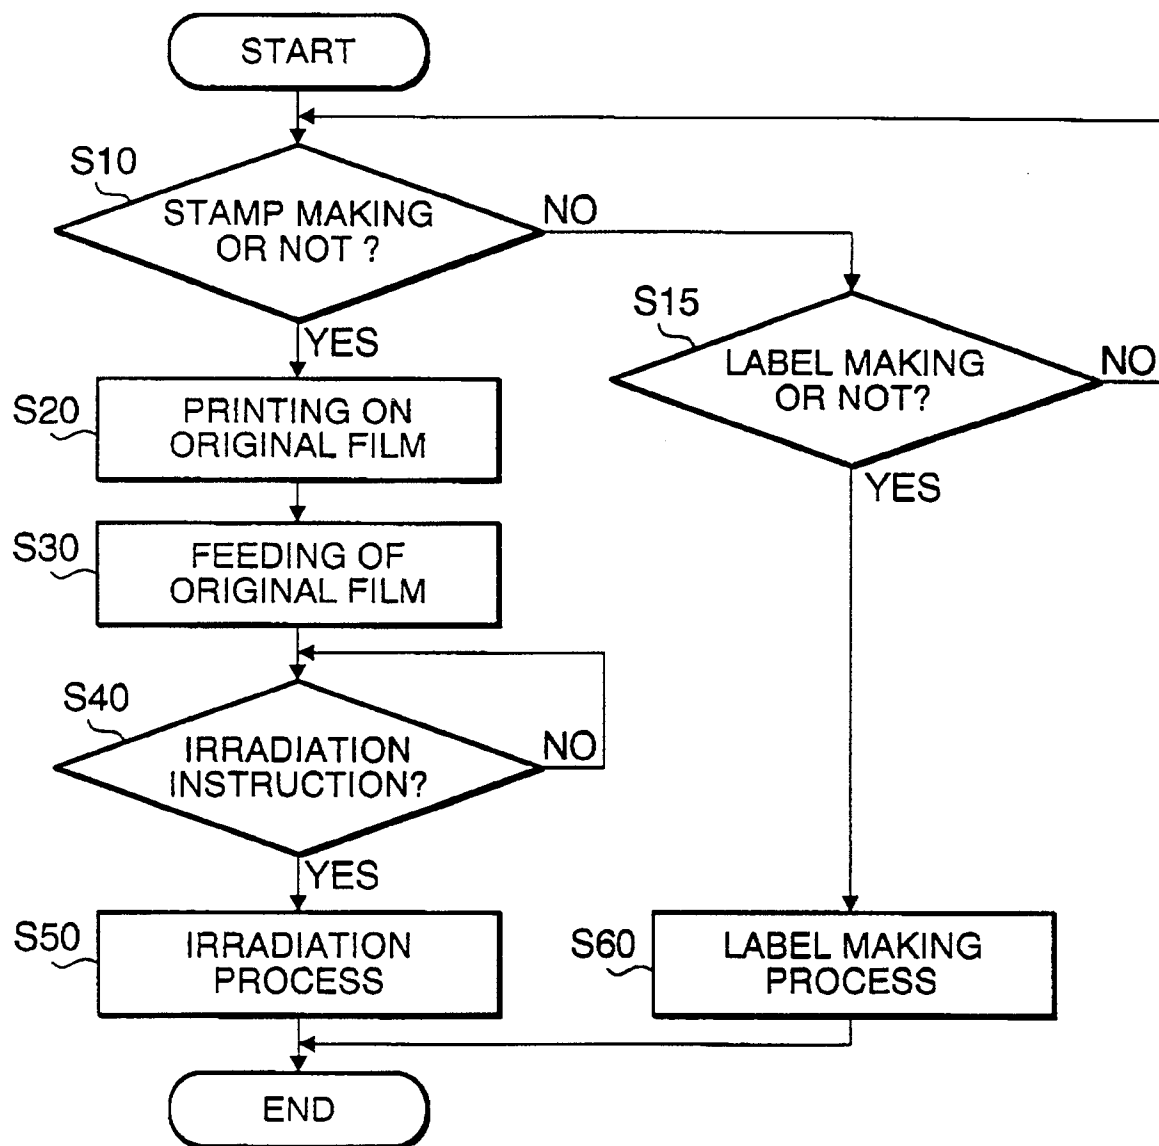 START
S10
STAMP MAKING
OR NOT ?
NO
YES
S15
LABEL MAKING
OR NOT?
NO
YES
S20
PRINTING ON
ORIGINAL FILM
S30
FEEDING OF
ORIGINAL FILM
S40
IRRADIATION
INSTRUCTION?
NO
YES
S50
IRRADIATION
PROCESS
S60
LABEL MAKING
PROCESS
END